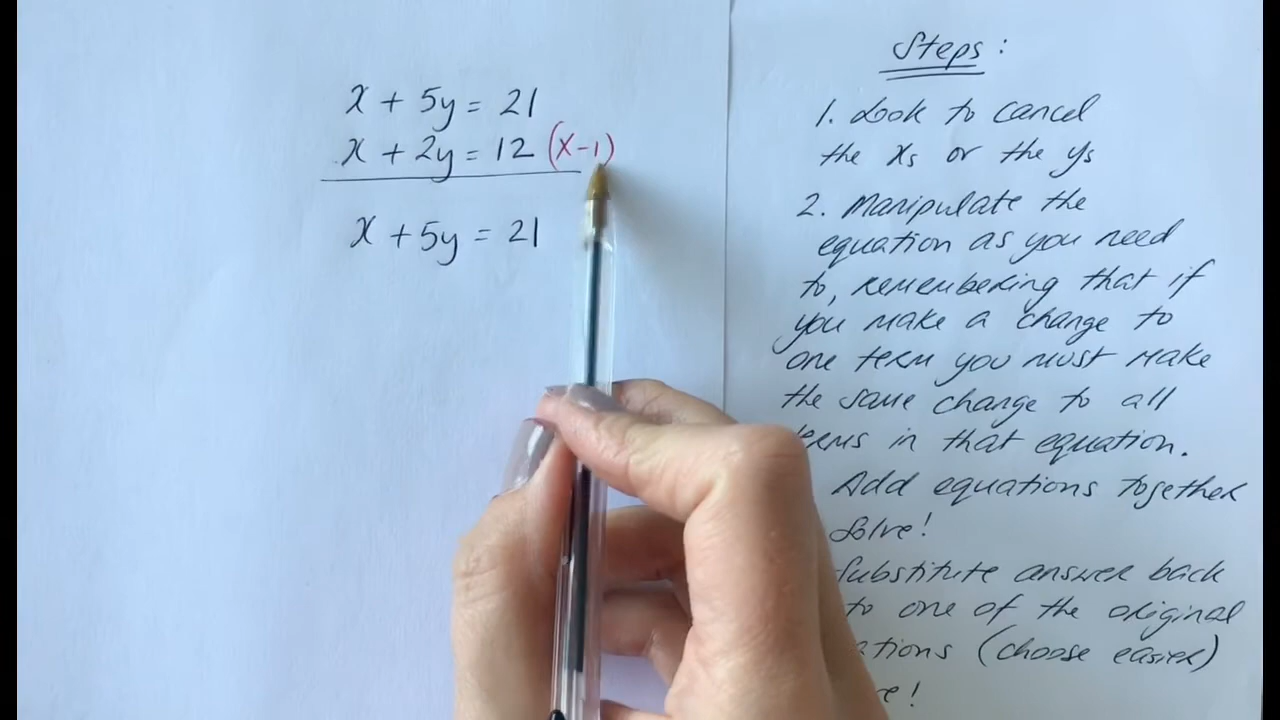 x + 5y = 21
x + 2y = 12 (x-1)
x + 5y = 21
Steps :
1. Look to cancel
the xs or the ys
2. Manipulate the
equation as you need
to, remembering that if
you make a change to
one term you must make
the same change to all
terms in that equation.
Add equations together
Solve!
Substitute answer back
to one of the original
(choose easier)